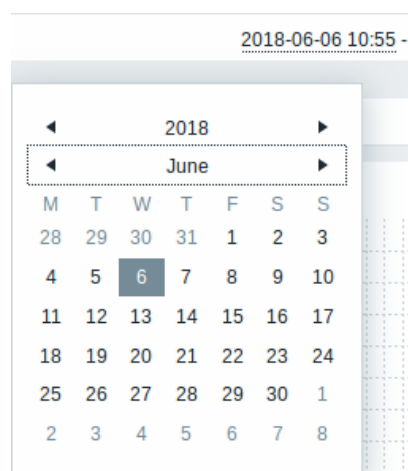 2018-06-06 10:55 -
2018
June
M T W T F S S
28 29 30 31 1 2 3
4 5 6 7 8 9 10
11 12 13 14 15 16 17
18 19 20 21 22 23 24
25 26 27 28 29 30 1
2 3 4 5 6 7 8